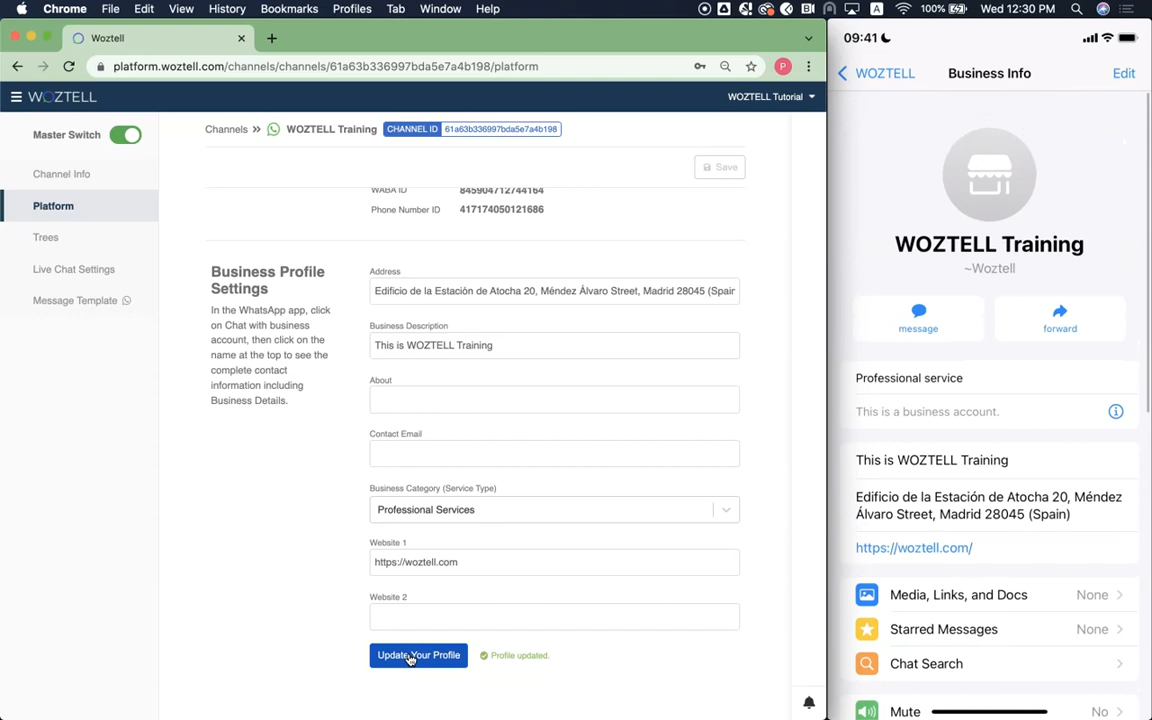 Chrome File Edit View History Bookmarks Profiles Tab Window Help
A 100% Wed 12:30 PM
Woztell
platform.woztell.com/channels/channels/61a63b336997bda5e7a4b198/platform
P
WOZTELL
WOZTELL Tutorial
Master Switch
Channel Info
Platform
Trees
Live Chat Settings
Message Template
Channels WOZTELL Training CHANNEL ID 61a63b336997bda5e7a4b198
Save
WABA ID 845904712744164
Phone Number ID 417174050121686
Business Profile
Settings
In the WhatsApp app, click
on Chat with business
account, then click on the
name at the top to see the
complete contact
information including
Business Details.
Address
Edificio de la Estación de Atocha 20, Méndez Álvaro Street, Madrid 28045 (Spain
Business Description
This is WOZTELL Training
About
Contact Email
Business Category (Service Type)
Professional Services
Website 1
https://woztell.com
Website 2
Update Your Profile
Profile updated.
09:41
WOZTELL Business Info Edit
WOZTELL Training
~Woztell
message
forward
Professional service
This is a business account.
This is WOZTELL Training
Edificio de la Estación de Atocha 20, Méndez
Álvaro Street, Madrid 28045 (Spain)
https://woztell.com/
Media, Links, and Docs None
Starred Messages None
Chat Search
Mute No